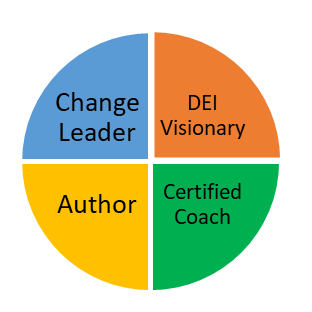 Change
Leader
DEI
Visionary
Author
Certified
Coach